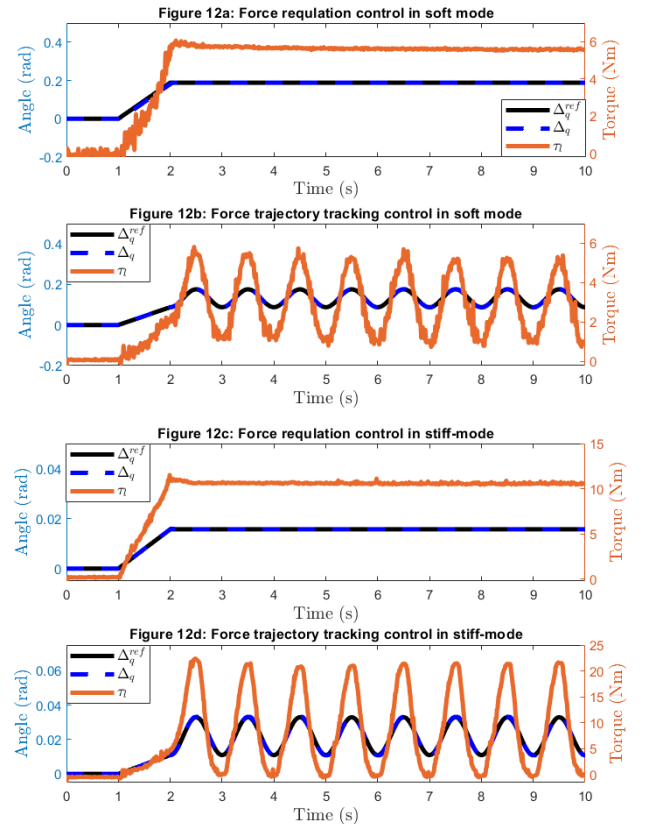 Figure 12a: Force requlation control in soft mode
0.4
0.2
0
-0.2
Angle (rad)
6
4
2
0
Torque (Nm)
Δ_q^{ref}
Δ_q
τ_l
0 1 2 3 4 5 6 7 8 9 10
Time (s)
Figure 12b: Force trajectory tracking control in soft mode
0.4
0.2
0
-0.2
Angle (rad)
6
4
2
0
Torque (Nm)
Δ_q^{ref}
Δ_q
τ_l
0 1 2 3 4 5 6 7 8 9 10
Time (s)
Figure 12c: Force requlation control in stiff-mode
0.04
0.02
0
Angle (rad)
15
10
5
0
Torque (Nm)
Δ_q^{ref}
Δ_q
τ_l
0 1 2 3 4 5 6 7 8 9 10
Time (s)
Figure 12d: Force trajectory tracking control in stiff-mode
0.06
0.04
0.02
0
Angle (rad)
25
20
15
10
5
0
Torque (Nm)
Δ_q^{ref}
Δ_q
τ_l
0 1 2 3 4 5 6 7 8 9 10
Time (s)